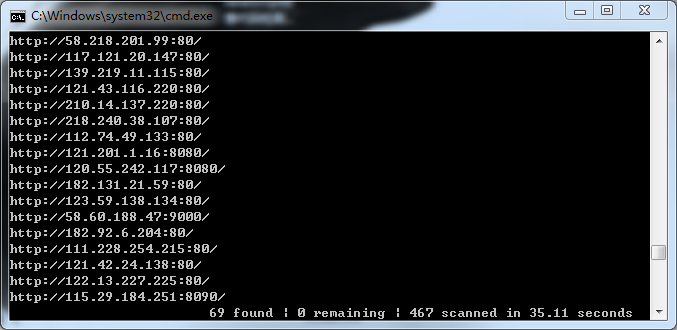 C:\Windows\system32\cmd.exe
http://58.218.201.99:80/
http://117.121.20.147:80/
http://139.219.11.115:80/
http://121.43.116.220:80/
http://210.14.137.220:80/
http://218.240.38.107:80/
http://112.74.49.133:80/
http://121.201.1.16:8080/
http://120.55.242.117:8080/
http://182.131.21.59:80/
http://123.59.138.134:80/
http://58.60.188.47:9000/
http://182.92.6.204:80/
http://111.228.254.215:80/
http://121.42.24.138:80/
http://122.13.227.225:80/
http://115.29.184.251:8090/
69 found | 0 remaining | 467 scanned in 35.11 seconds